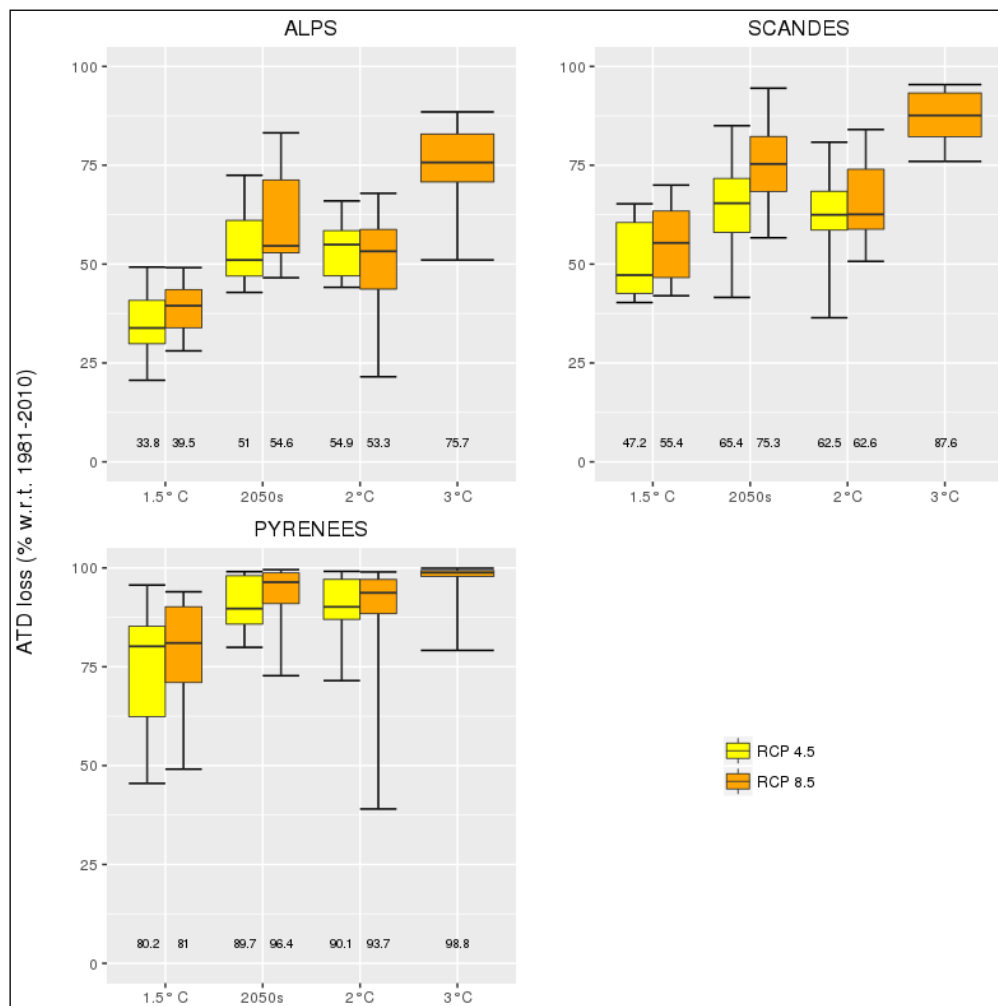 ALPS
SCANDES
ATD loss (% w.r.t. 1981-2010)
100
75
50
25
0
33.8 39.5 51 54.6 54.9 53.3 75.7
1.5°C 2050s 2°C 3°C
100
75
50
25
0
47.2 55.4 65.4 75.3 62.5 62.6 87.6
1.5°C 2050s 2°C 3°C
PYRENEES
100
75
50
25
0
80.2 81 89.7 96.4 90.1 93.7 98.8
1.5°C 2050s 2°C 3°C
RCP 4.5
RCP 8.5